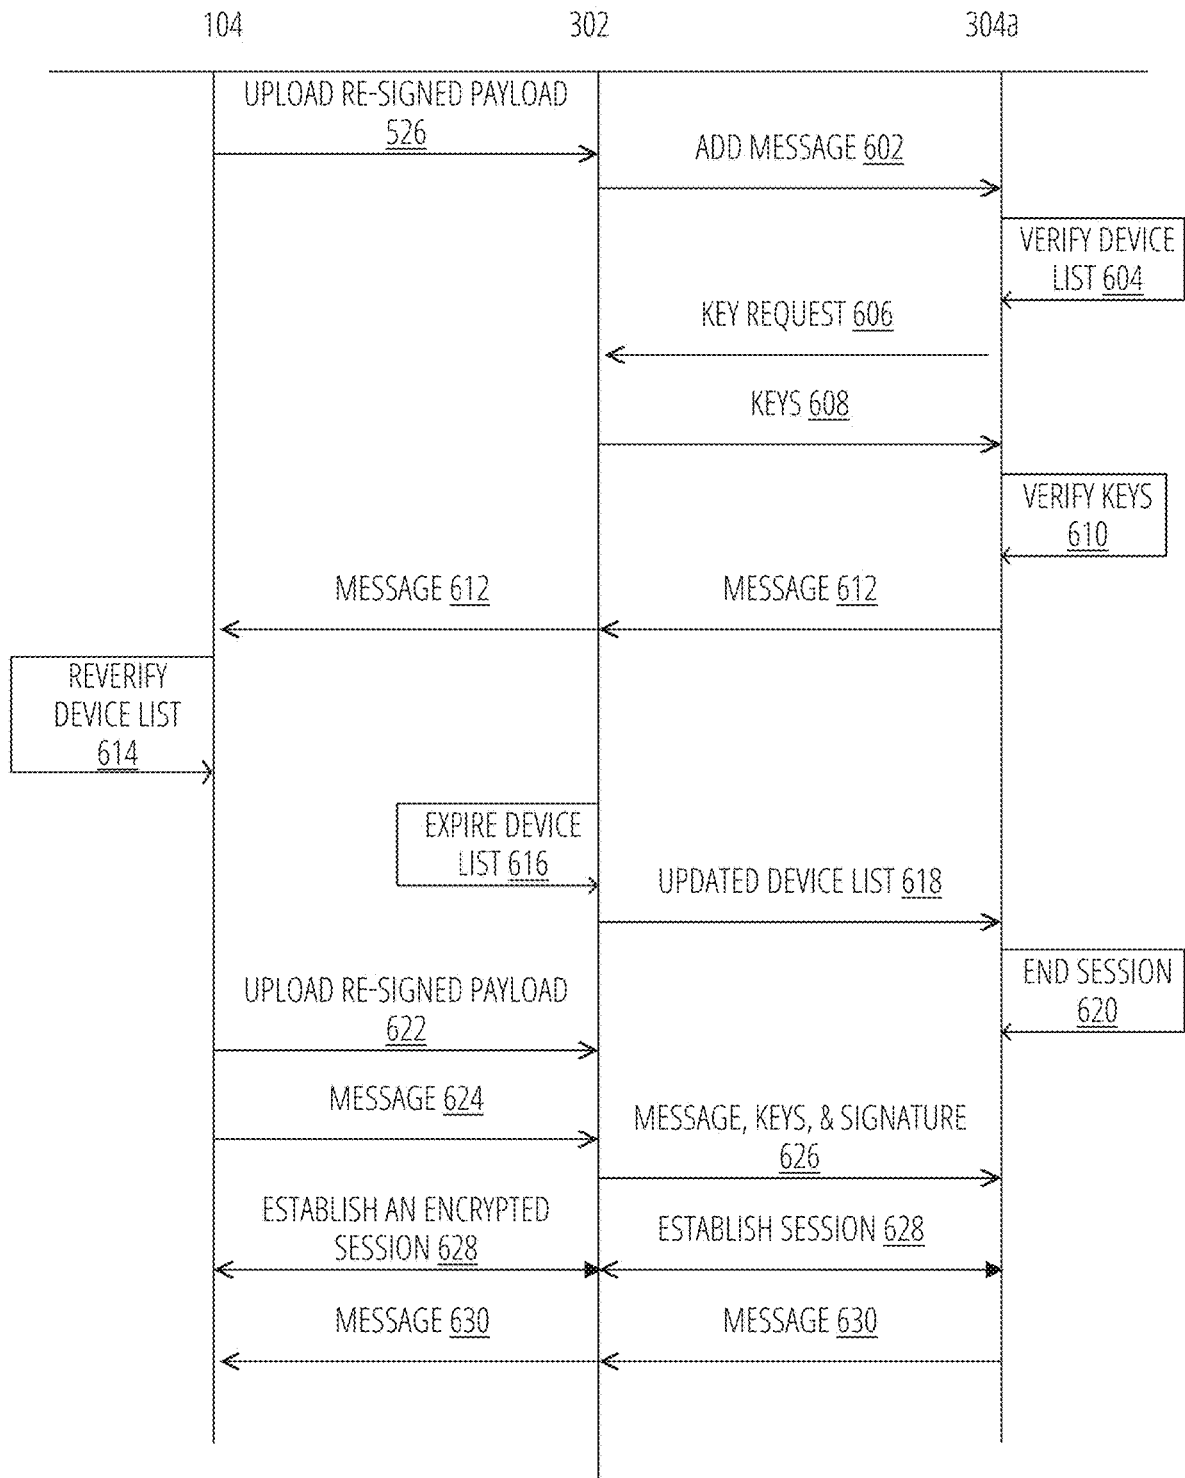 104
302
304a
UPLOAD RE-SIGNED PAYLOAD
526
ADD MESSAGE 602
VERIFY DEVICE
LIST 604
KEY REQUEST 606
KEYS 608
VERIFY KEYS
610
MESSAGE 612
MESSAGE 612
REVERIFY
DEVICE LIST
614
EXPIRE DEVICE
LIST 616
UPDATED DEVICE LIST 618
END SESSION
620
UPLOAD RE-SIGNED PAYLOAD
622
MESSAGE 624
MESSAGE, KEYS, & SIGNATURE
626
ESTABLISH AN ENCRYPTED
SESSION 628
ESTABLISH SESSION 628
MESSAGE 630
MESSAGE 630